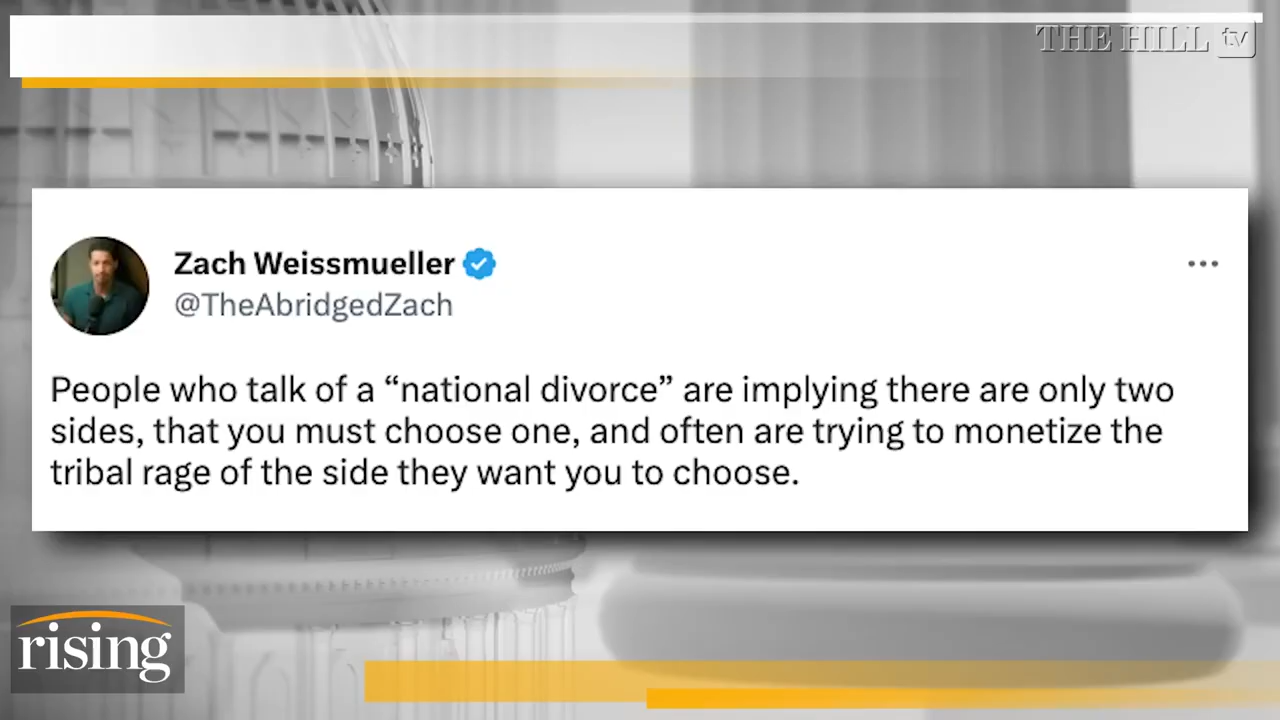 THE HILL tv
Zach Weissmueller
@TheAbridgedZach
People who talk of a “national divorce” are implying there are only two
sides, that you must choose one, and often are trying to monetize the
tribal rage of the side they want you to choose.
rising